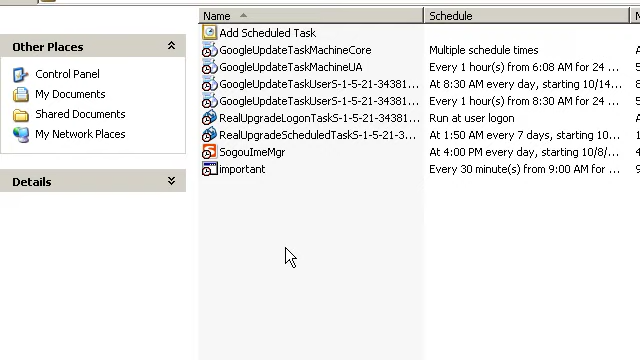 Name Schedule
Other Places
Control Panel
My Documents
Shared Documents
My Network Places
Details
Add Scheduled Task
GoogleUpdateTaskMachineCore Multiple schedule times
GoogleUpdateTaskMachineUA Every 1 hour(s) from 6:08 AM for 24 ...
GoogleUpdateTaskUserS-1-5-21-34381... At 8:30 AM every day, starting 10/14...
GoogleUpdateTaskUserS-1-5-21-34381... Every 1 hour(s) from 8:30 AM for 24 ...
RealUpgradeLogonTaskS-1-5-21-34381... Run at user logon
RealUpgradeScheduledTaskS-1-5-21-3... At 1:50 AM every 7 days, starting 10...
SogouImeMgr At 4:00 PM every day, starting 10/8/...
important Every 30 minute(s) from 9:00 AM for ...